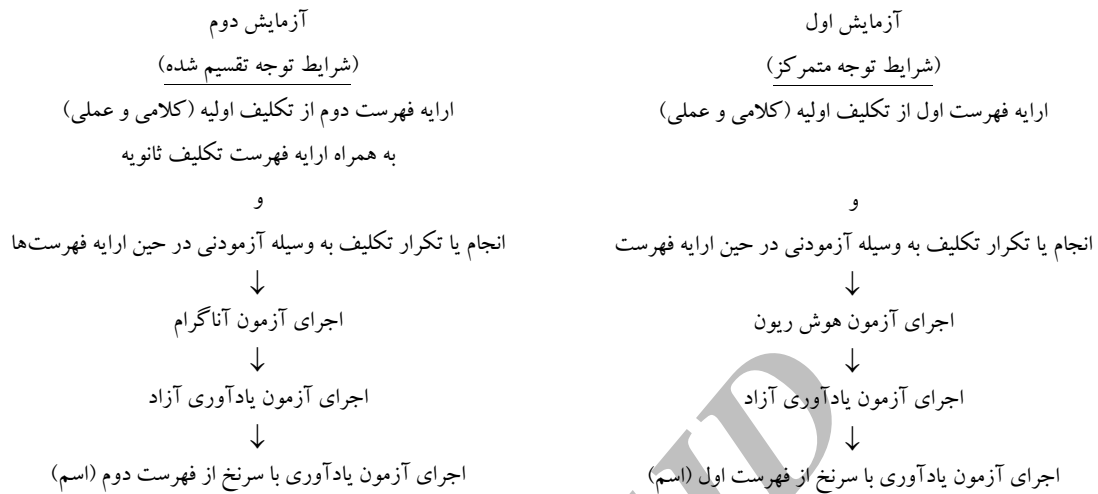 آزمایش اول
(شرایط توجه متمرکز)
ارایه فهرست اول از تکلیف اولیه (کلامی و عملی)
و
انجام یا تکرار تکلیف به وسیله آزمودنی در حین ارایه فهرست
↓
اجرای آزمون هوش ریون
↓
اجرای آزمون یادآوری آزاد
↓
اجرای آزمون یادآوری با سرنخ از فهرست اول (اسم)
آزمایش دوم
(شرایط توجه تقسیم شده)
ارایه فهرست دوم از تکلیف اولیه (کلامی و عملی)
به همراه ارایه فهرست تکلیف ثانویه
و
انجام یا تکرار تکلیف به وسیله آزمودنی در حین ارایه فهرست‌ها
↓
اجرای آزمون آناگرام
↓
اجرای آزمون یادآوری آزاد
↓
اجرای آزمون یادآوری با سرنخ از فهرست دوم (اسم)